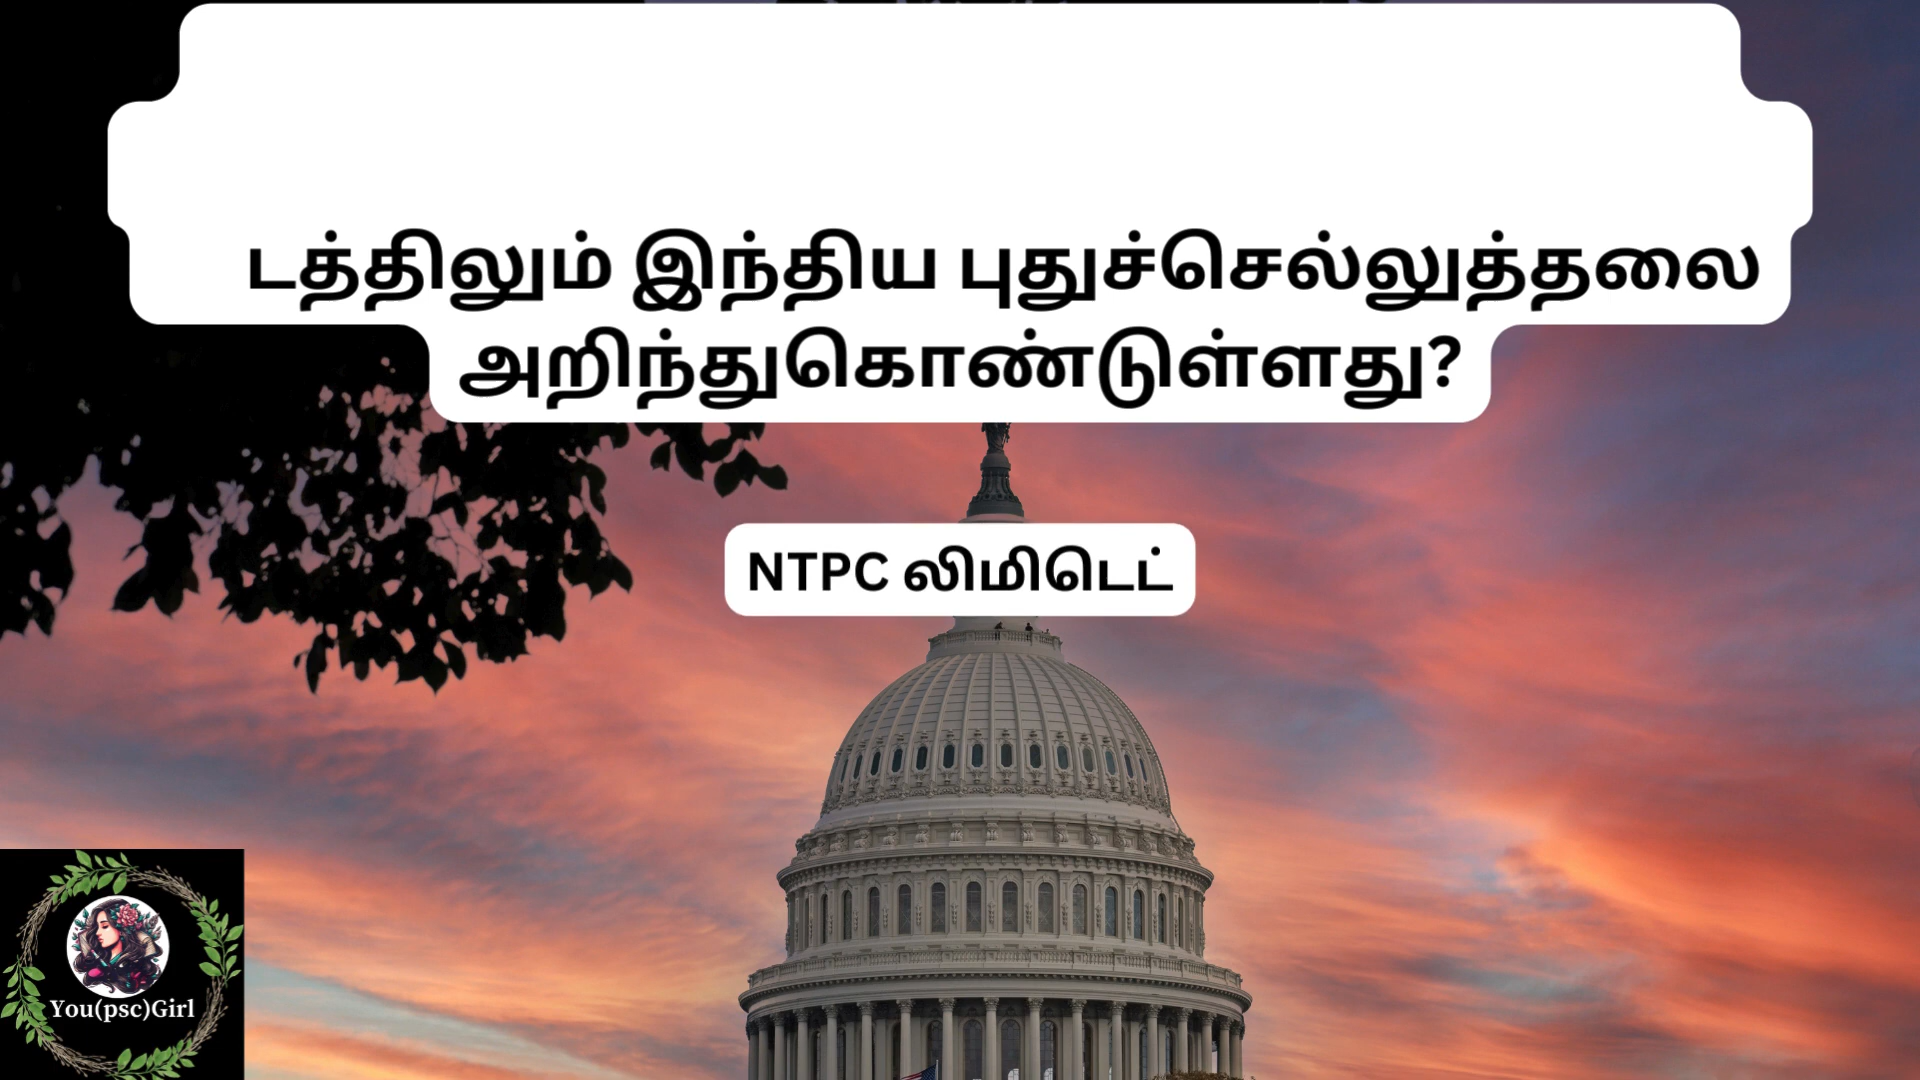 டத்திலும் இந்திய புதுச்செல்லுத்தலை
அறிந்துகொண்டுள்ளது?
NTPC லிமிடெட்
You(psc)Girl